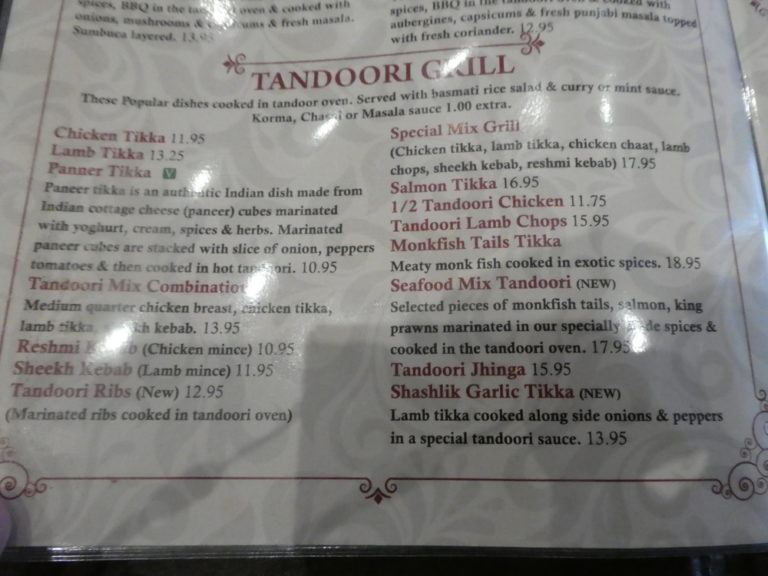 spices, BBQ in the oven & cooked with
onions, mushrooms & & fresh masala.
Sumbuca layered. 13.95
spices, BBQ in the tandoori oven & cooked with
aubergines, capsicums & fresh punjabi masala topped
with fresh coriander. 12.95
TANDOORI GRILL
These Popular dishes cooked in tandoor oven. Served with basmati rice salad & curry or mint sauce.
Korma, or Masala sauce 1.00 extra.
Chicken Tikka 11.95
Lamb Tikka 13.25
Panner Tikka V
Paneer tikka is an authentic Indian dish made from
Indian cottage cheese (paneer) cubes marinated
with yoghurt, cream, spices & herbs. Marinated
paneer cubes are stacked with slice of onion, peppers
tomatoes & then cooked in hot tandoori. 10.95
Tandoori Mix Combination
Medium quarter chicken breast, chicken tikka,
lamb tikka, kebab. 13.95
Reshmi Kebab (Chicken mince) 10.95
Sheekh Kebab (Lamb mince) 11.95
Tandoori Ribs (New) 12.95
(Marinated ribs cooked in tandoori oven)
Special Mix Grill
(Chicken tikka, lamb tikka, chicken chaat, lamb
chops, sheekh kebab, reshmi kebab) 17.95
Salmon Tikka 16.95
1/2 Tandoori Chicken 11.75
Tandoori Lamb Chops 15.95
Monkfish Tails Tikka
Meaty monk fish cooked in exotic spices. 18.95
Seafood Mix Tandoori (NEW)
Selected pieces of monkfish tails, salmon, king
prawns marinated in our specially made spices &
cooked in the tandoori oven. 17.95
Tandoori Jhinga 15.95
Shashlik Garlic Tikka (NEW)
Lamb tikka cooked along side onions & peppers
in a special tandoori sauce. 13.95